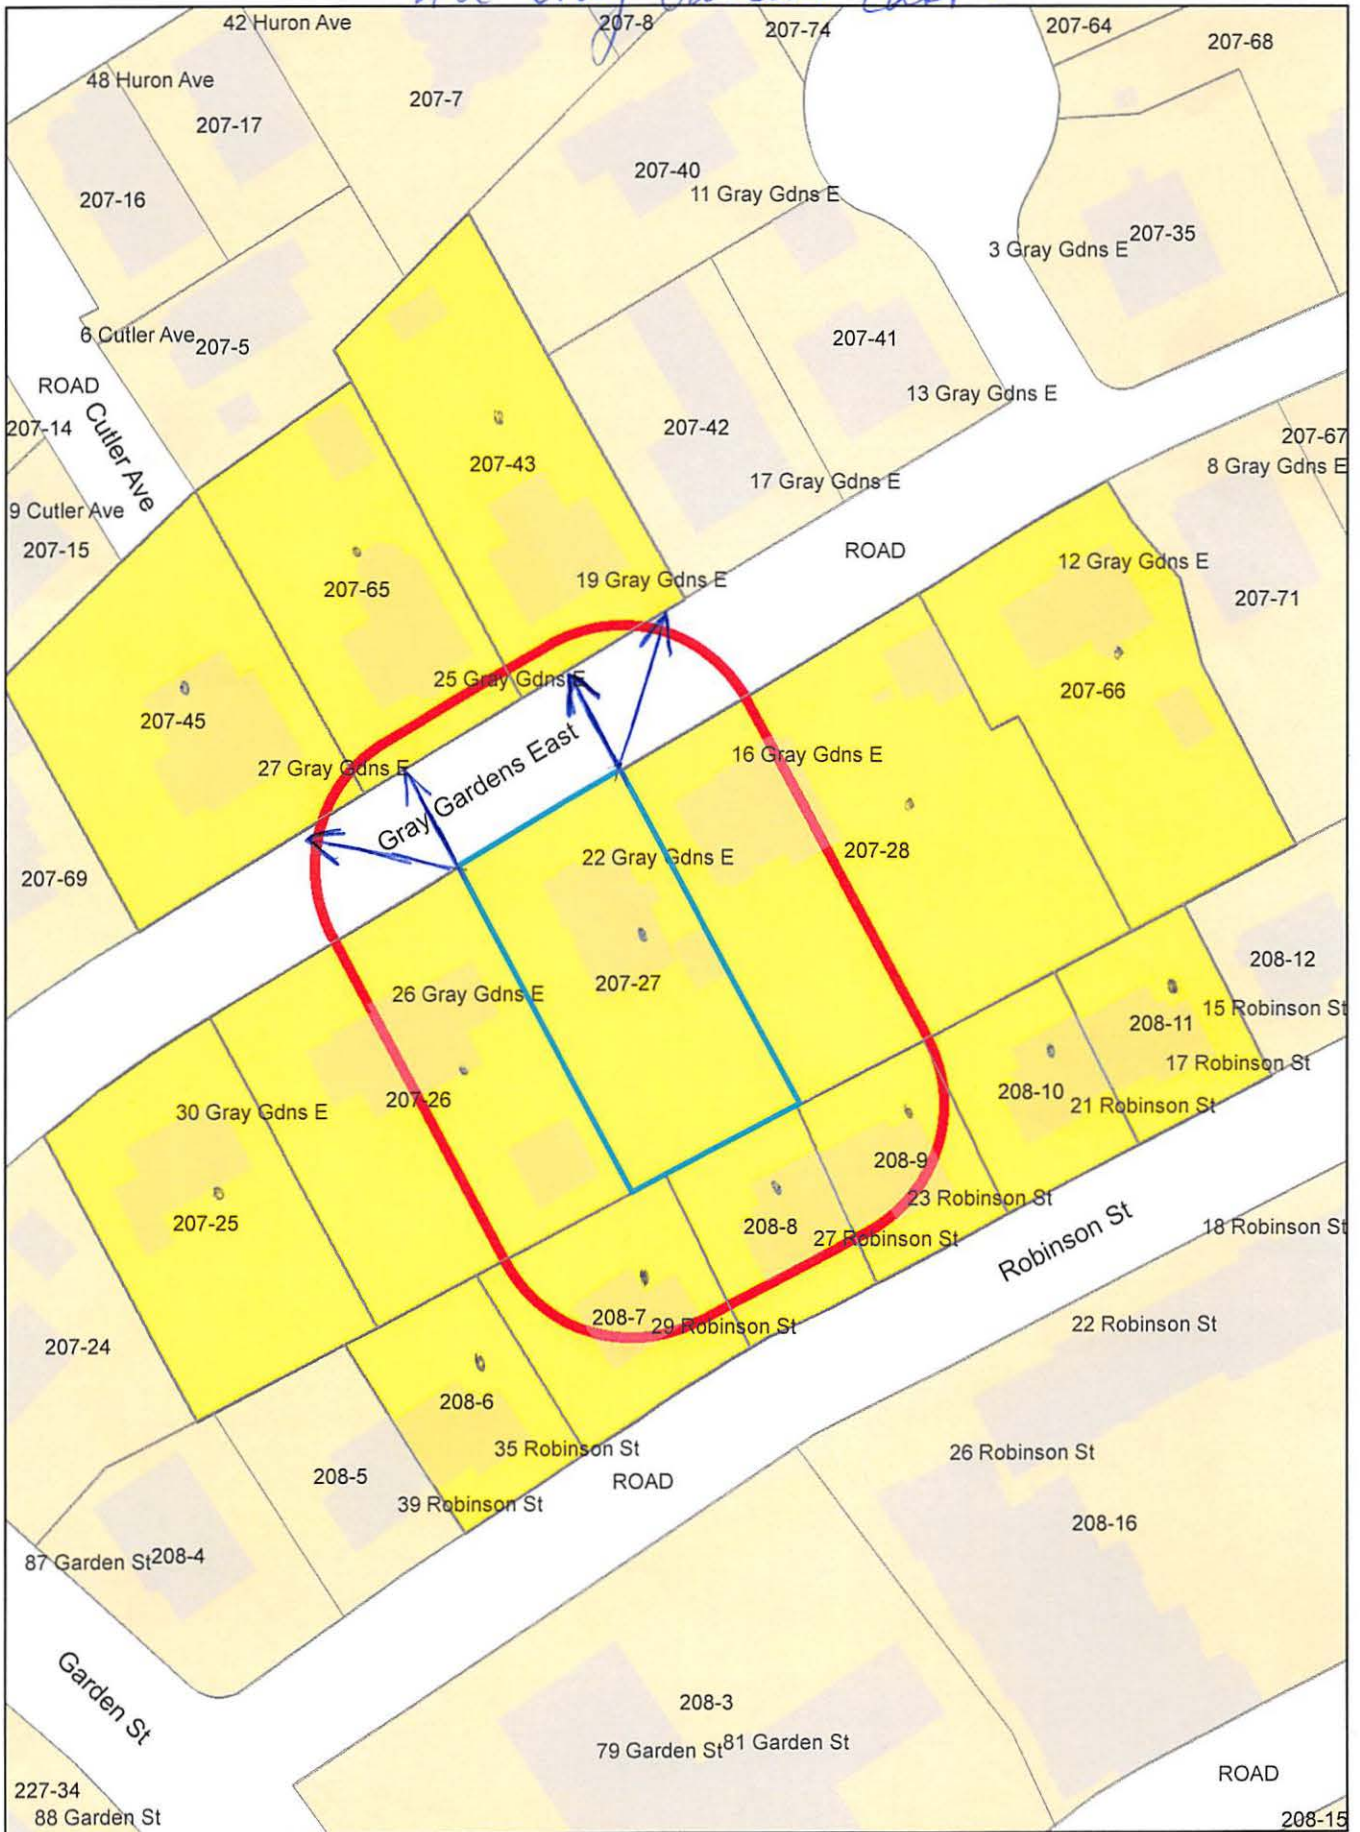 42 Huron Ave
207-8
207-74
207-64
207-68
48 Huron Ave
207-7
207-17
207-40
207-16
11 Gray Gdns E
207-35
3 Gray Gdns E
6 Cutler Ave
207-5
207-41
ROAD
13 Gray Gdns E
207-14
Cutler Ave
207-42
207-67
207-43
8 Gray Gdns E
17 Gray Gdns E
9 Cutler Ave
207-15
ROAD
12 Gray Gdns E
19 Gray Gdns E
207-65
207-71
25 Gray Gdns E
207-66
207-45
16 Gray Gdns E
27 Gray Gdns E
Gray Gardens East
22 Gray Gdns E
207-28
207-69
208-12
207-27
26 Gray Gdns E
15 Robinson St
208-11
17 Robinson St
208-10
207-26
21 Robinson St
30 Gray Gdns E
208-9
23 Robinson St
207-25
208-8
27 Robinson St
Robinson St
18 Robinson St
208-7
29 Robinson St
22 Robinson St
207-24
208-6
35 Robinson St
26 Robinson St
208-5
ROAD
39 Robinson St
208-16
87 Garden St
208-4
Garden St
208-3
79 Garden St
81 Garden St
ROAD
227-34
88 Garden St
208-15